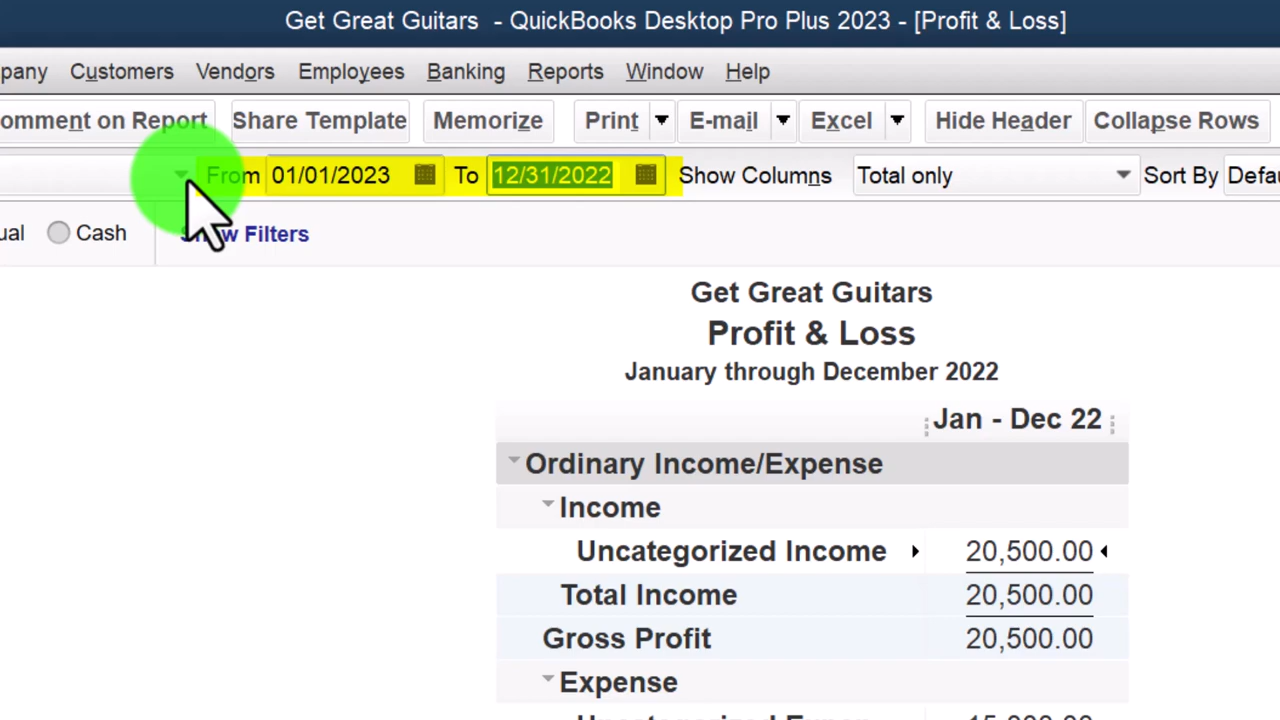 Get Great Guitars - QuickBooks Desktop Pro Plus 2023 - [Profit & Loss]
pany Customers Vendors Employees Banking Reports Window Help
omment on Report Share Template Memorize Print E-mail Excel Hide Header Collapse Rows
From 01/01/2023 To 12/31/2022 Show Columns Total only Sort By Defau
ual Cash Show Filters
Get Great Guitars
Profit & Loss
January through December 2022
Jan - Dec 22
Ordinary Income/Expense
Income
Uncategorized Income 20,500.00
Total Income 20,500.00
Gross Profit 20,500.00
Expense